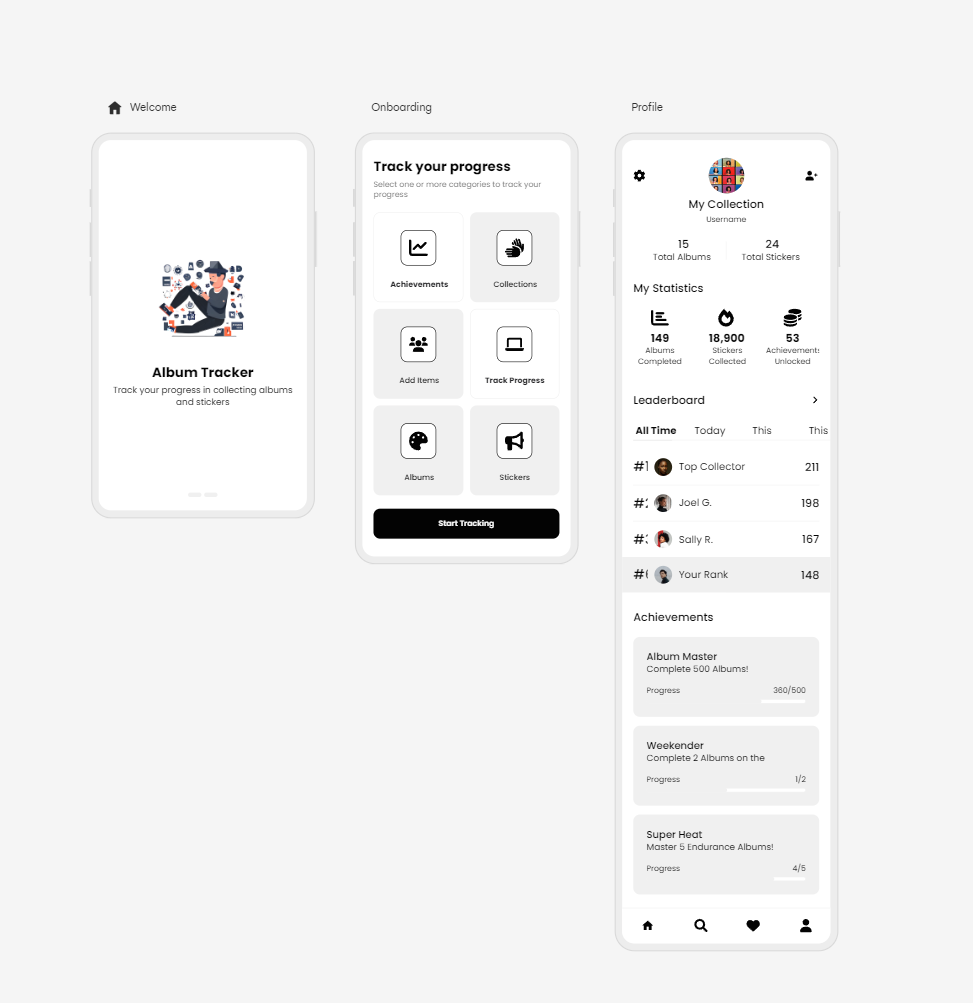 Welcome
Album Tracker
Track your progress in collecting albums
and stickers
Onboarding
Track your progress
Select one or more categories to track your
progress
Achievements
Collections
Add Items
Track Progress
Albums
Stickers
Start Tracking
Profile
My Collection
Username
15
Total Albums
24
Total Stickers
My Statistics
149
Albums
Completed
18,900
Stickers
Collected
53
Achievements
Unlocked
Leaderboard
All Time Today This This
#1 Top Collector 211
#2 Joel G. 198
#3 Sally R. 167
# Your Rank 148
Achievements
Album Master
Complete 500 Albums!
Progress 360/500
Weekender
Complete 2 Albums on the
Progress 1/2
Super Heat
Master 5 Endurance Albums!
Progress 4/5